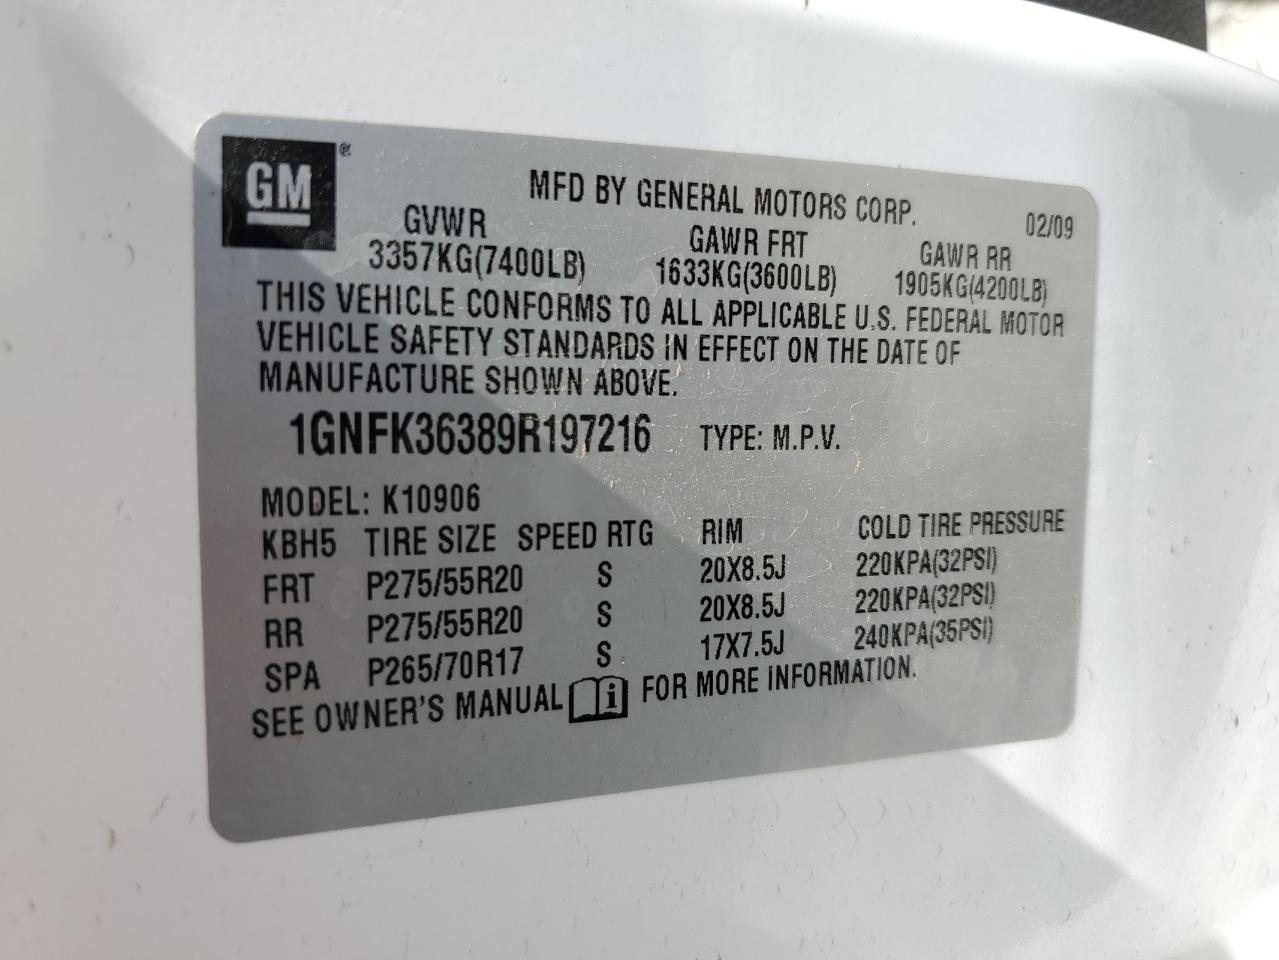 GM ®
MFD BY GENERAL MOTORS CORP. 02/09
GVWR GAWR FRT GAWR RR
3357KG(7400LB) 1633KG(3600LB) 1905KG(4200LB)
THIS VEHICLE CONFORMS TO ALL APPLICABLE U.S. FEDERAL MOTOR
VEHICLE SAFETY STANDARDS IN EFFECT ON THE DATE OF
MANUFACTURE SHOWN ABOVE.
1GNFK36389R197216 TYPE: M.P.V.
MODEL: K10906
KBH5 TIRE SIZE SPEED RTG RIM COLD TIRE PRESSURE
FRT P275/55R20 S 20X8.5J 220KPA(32PSI)
RR P275/55R20 S 20X8.5J 220KPA(32PSI)
SPA P265/70R17 S 17X7.5J 240KPA(35PSI)
SEE OWNER'S MANUAL i FOR MORE INFORMATION.